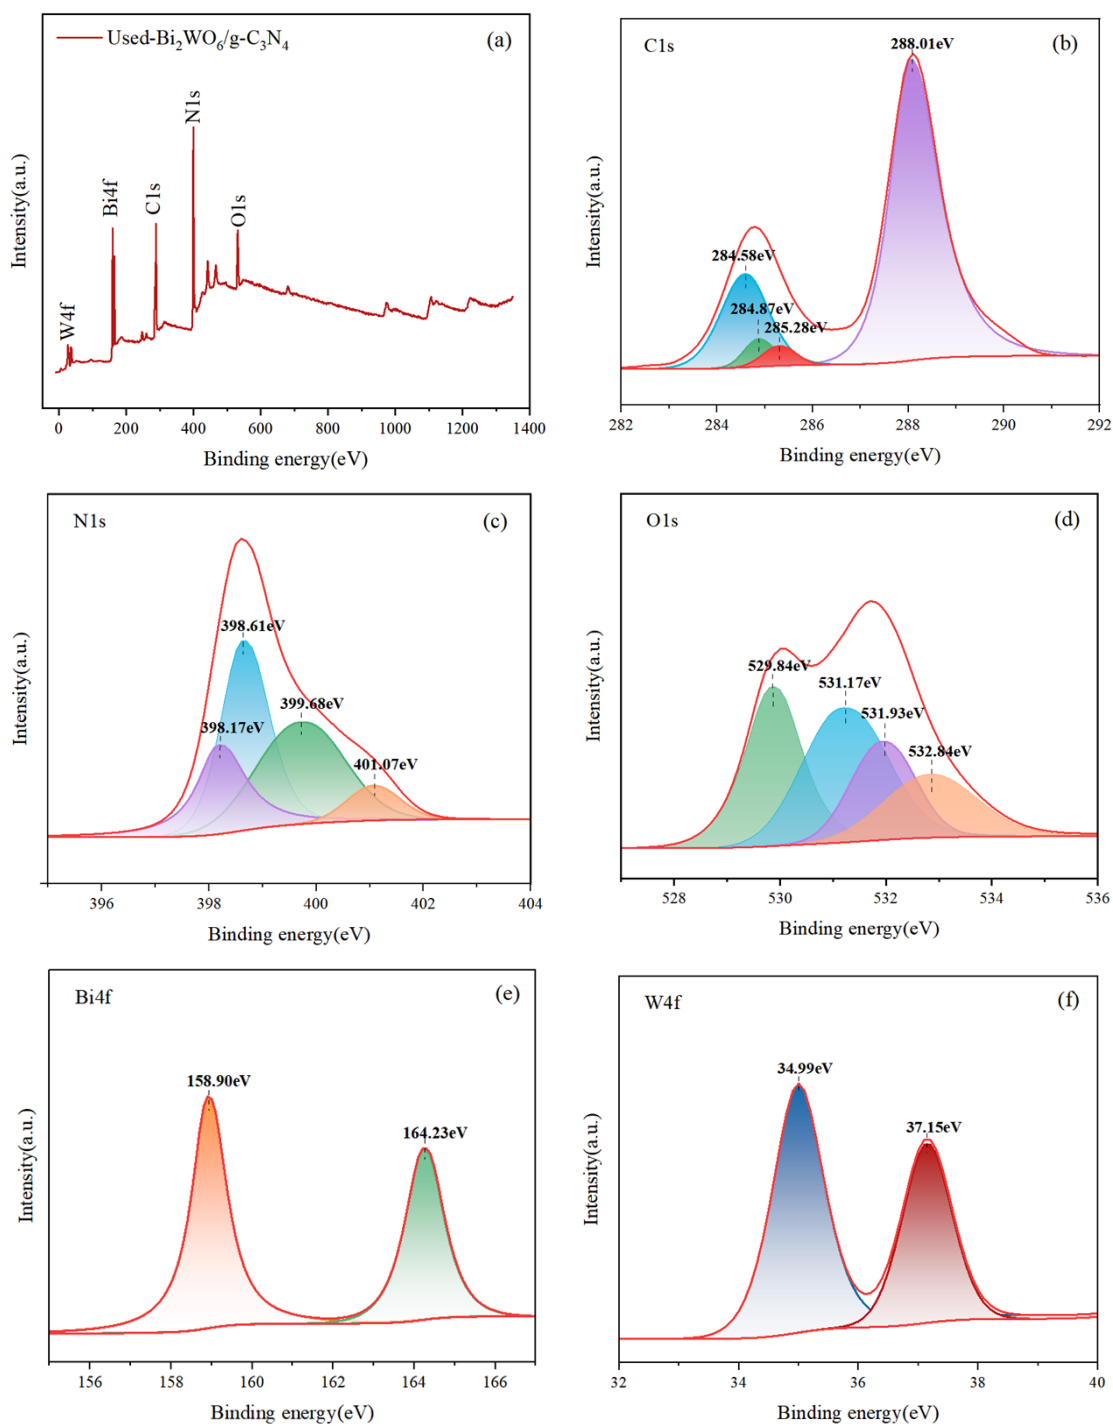 Used-Bi₂WO₆/g-C₃N₄
(a)
W4f
Bi4f
C1s
N1s
O1s
Intensity(a.u.)
0 200 400 600 800 1000 1200 1400
Binding energy(eV)
C1s
(b)
288.01eV
284.58eV
284.87eV
285.28eV
Intensity(a.u.)
282 284 286 288 290 292
Binding energy(eV)
N1s
(c)
398.61eV
399.68eV
398.17eV
401.07eV
Intensity(a.u.)
396 398 400 402 404
Binding energy(eV)
O1s
(d)
529.84eV
531.17eV
531.93eV
532.84eV
Intensity(a.u.)
528 530 532 534 536
Binding energy(eV)
Bi4f
(e)
158.90eV
164.23eV
Intensity(a.u.)
156 158 160 162 164 166
Binding energy(eV)
W4f
(f)
34.99eV
37.15eV
Intensity(a.u.)
32 34 36 38 40
Binding energy(eV)